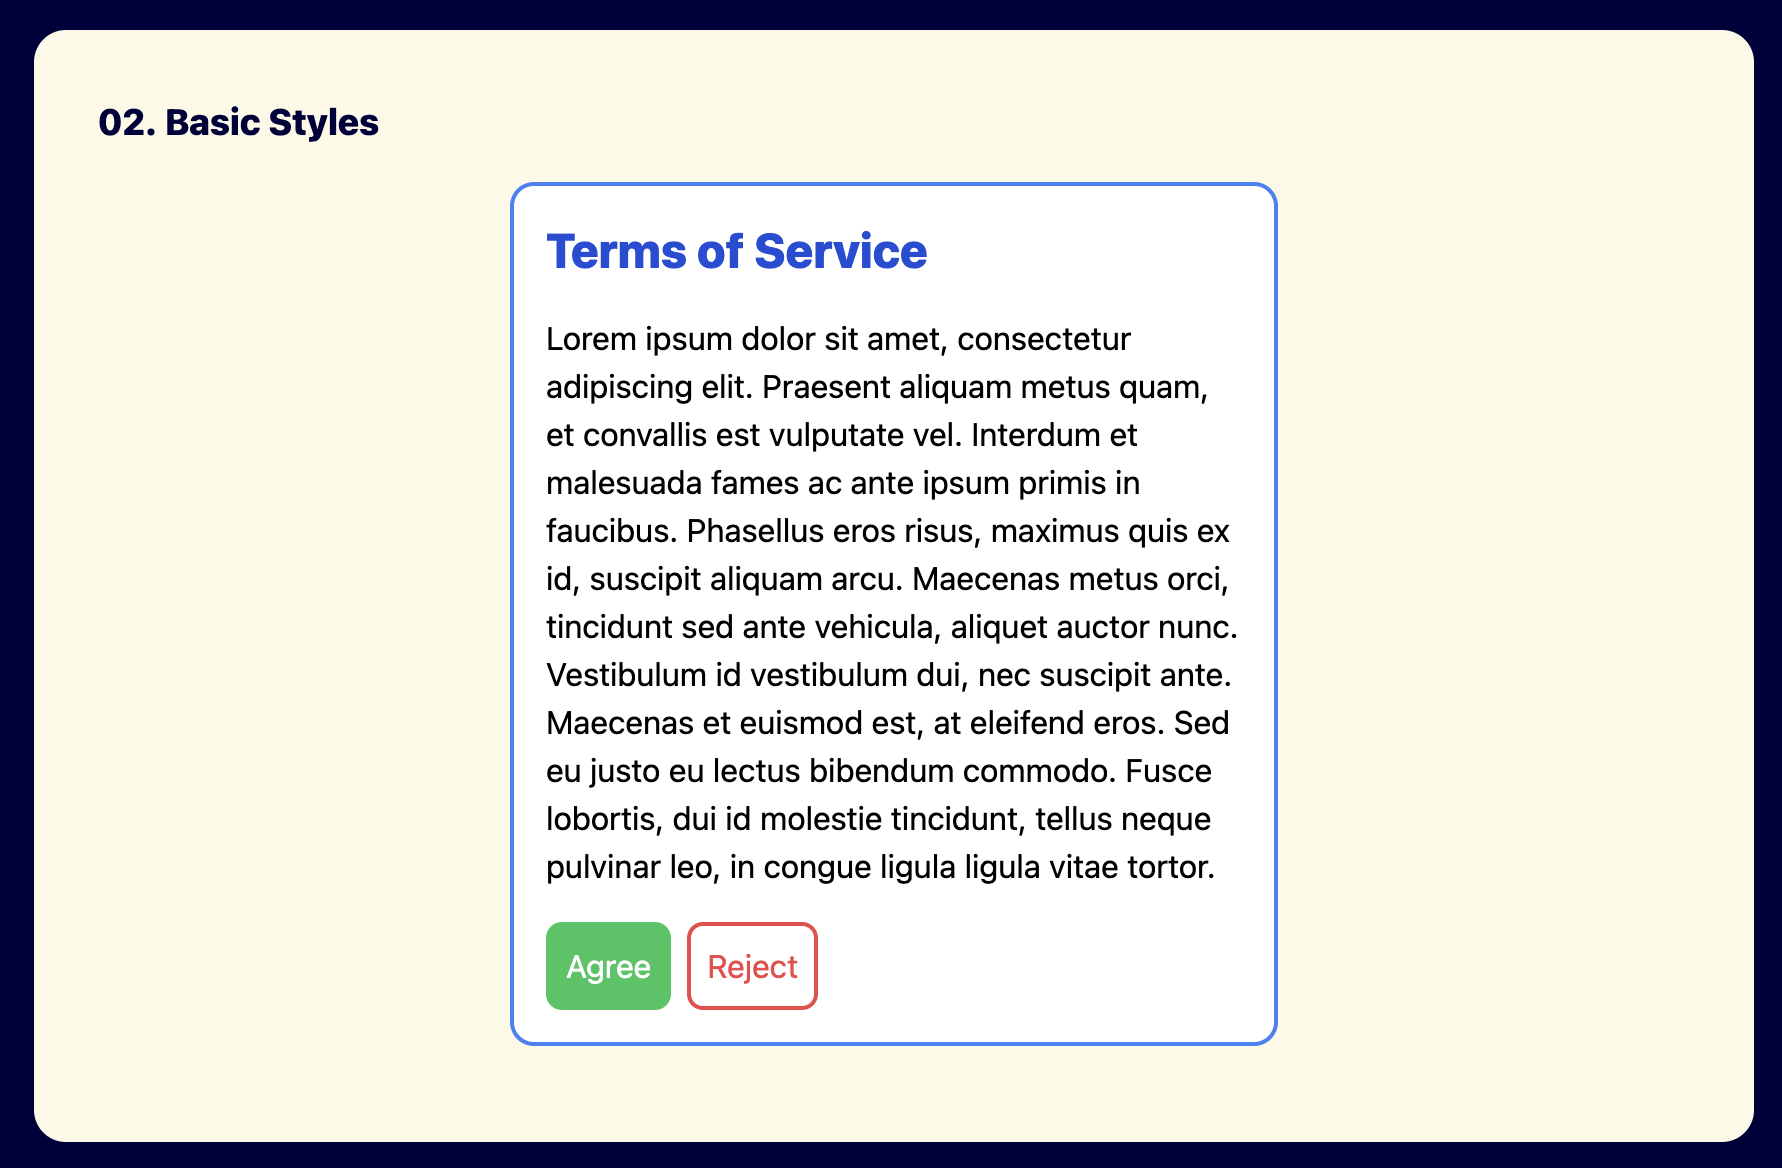 02. Basic Styles
Terms of Service
Lorem ipsum dolor sit amet, consectetur
adipiscing elit. Praesent aliquam metus quam,
et convallis est vulputate vel. Interdum et
malesuada fames ac ante ipsum primis in
faucibus. Phasellus eros risus, maximus quis ex
id, suscipit aliquam arcu. Maecenas metus orci,
tincidunt sed ante vehicula, aliquet auctor nunc.
Vestibulum id vestibulum dui, nec suscipit ante.
Maecenas et euismod est, at eleifend eros. Sed
eu justo eu lectus bibendum commodo. Fusce
lobortis, dui id molestie tincidunt, tellus neque
pulvinar leo, in congue ligula ligula vitae tortor.
Agree Reject